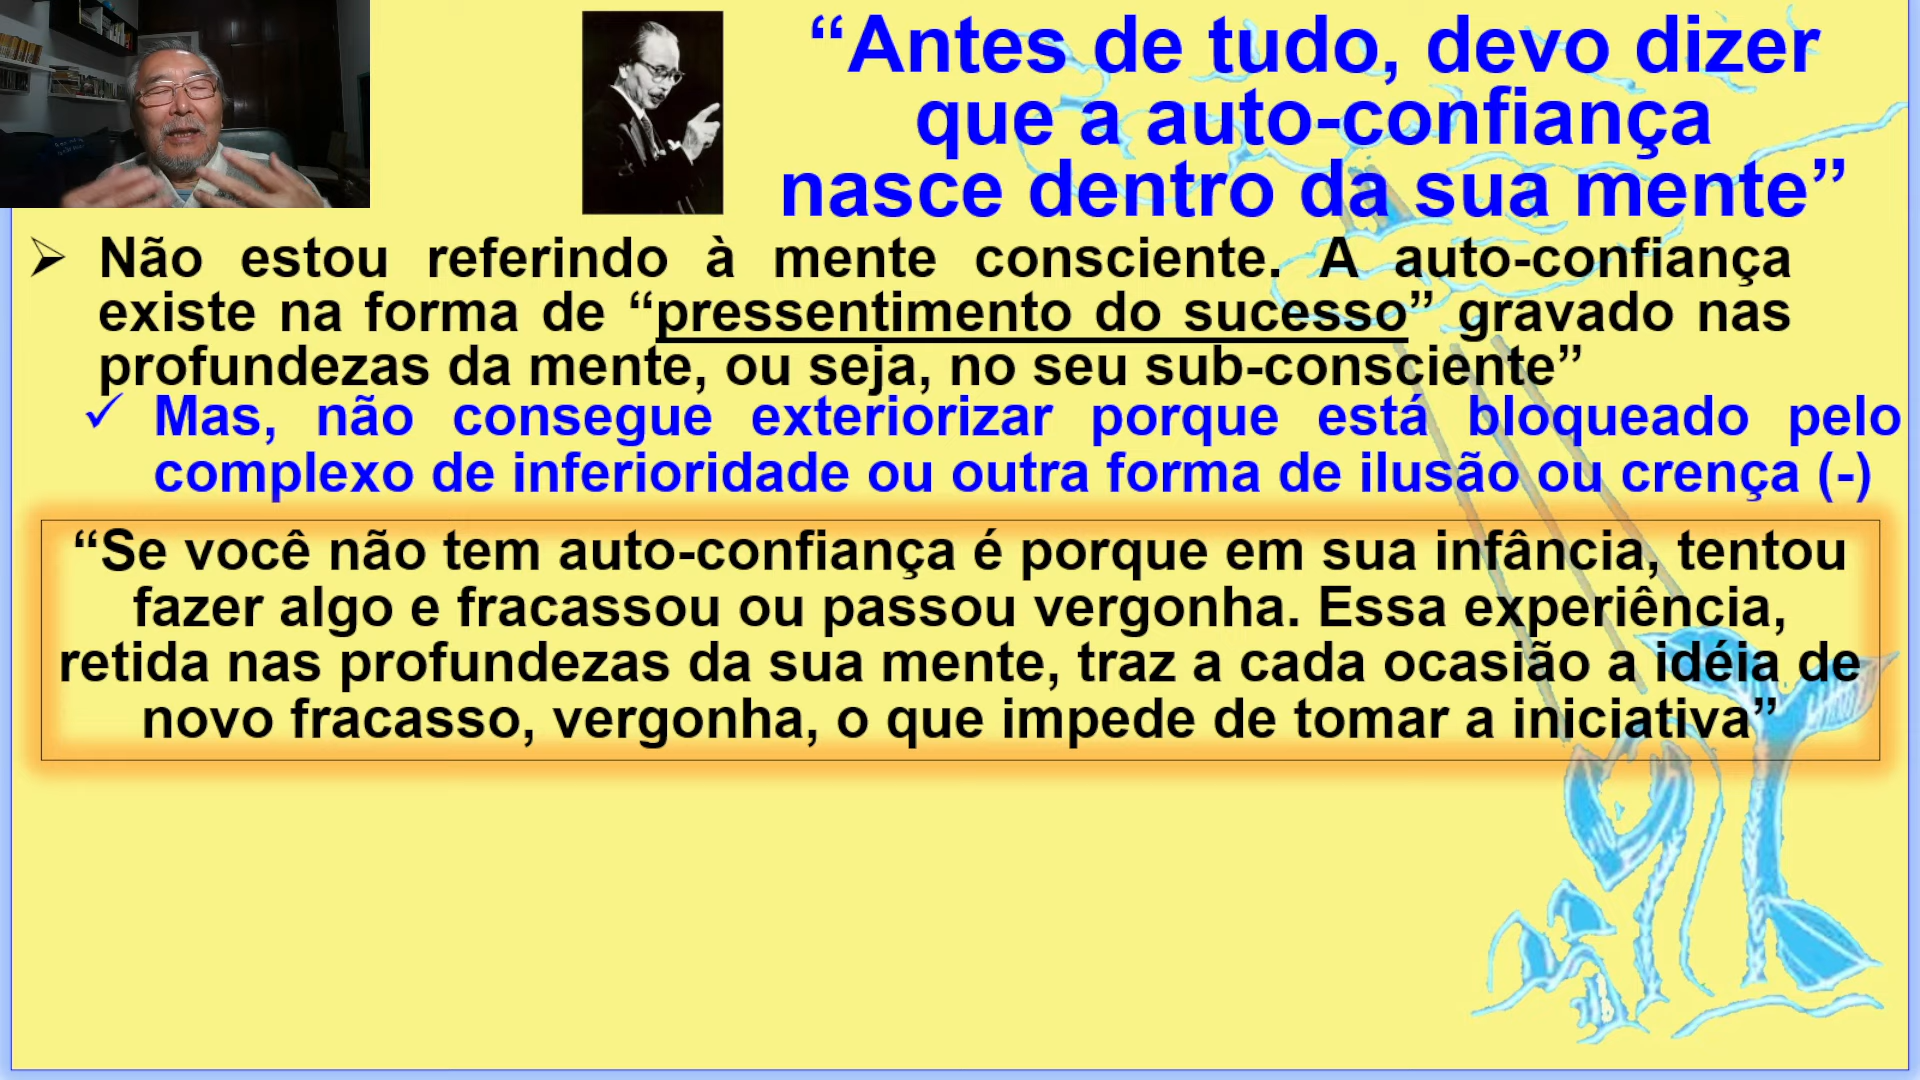 “Antes de tudo, devo dizer
que a auto-confiança
nasce dentro da sua mente”
Não estou referindo à mente consciente. A auto-confiança
existe na forma de “pressentimento do sucesso” gravado nas
profundezas da mente, ou seja, no seu sub-consciente”
Mas, não consegue exteriorizar porque está bloqueado pelo
complexo de inferioridade ou outra forma de ilusão ou crença (-)
“Se você não tem auto-confiança é porque em sua infância, tentou
fazer algo e fracassou ou passou vergonha. Essa experiência,
retida nas profundezas da sua mente, traz a cada ocasião a idéia de
novo fracasso, vergonha, o que impede de tomar a iniciativa”